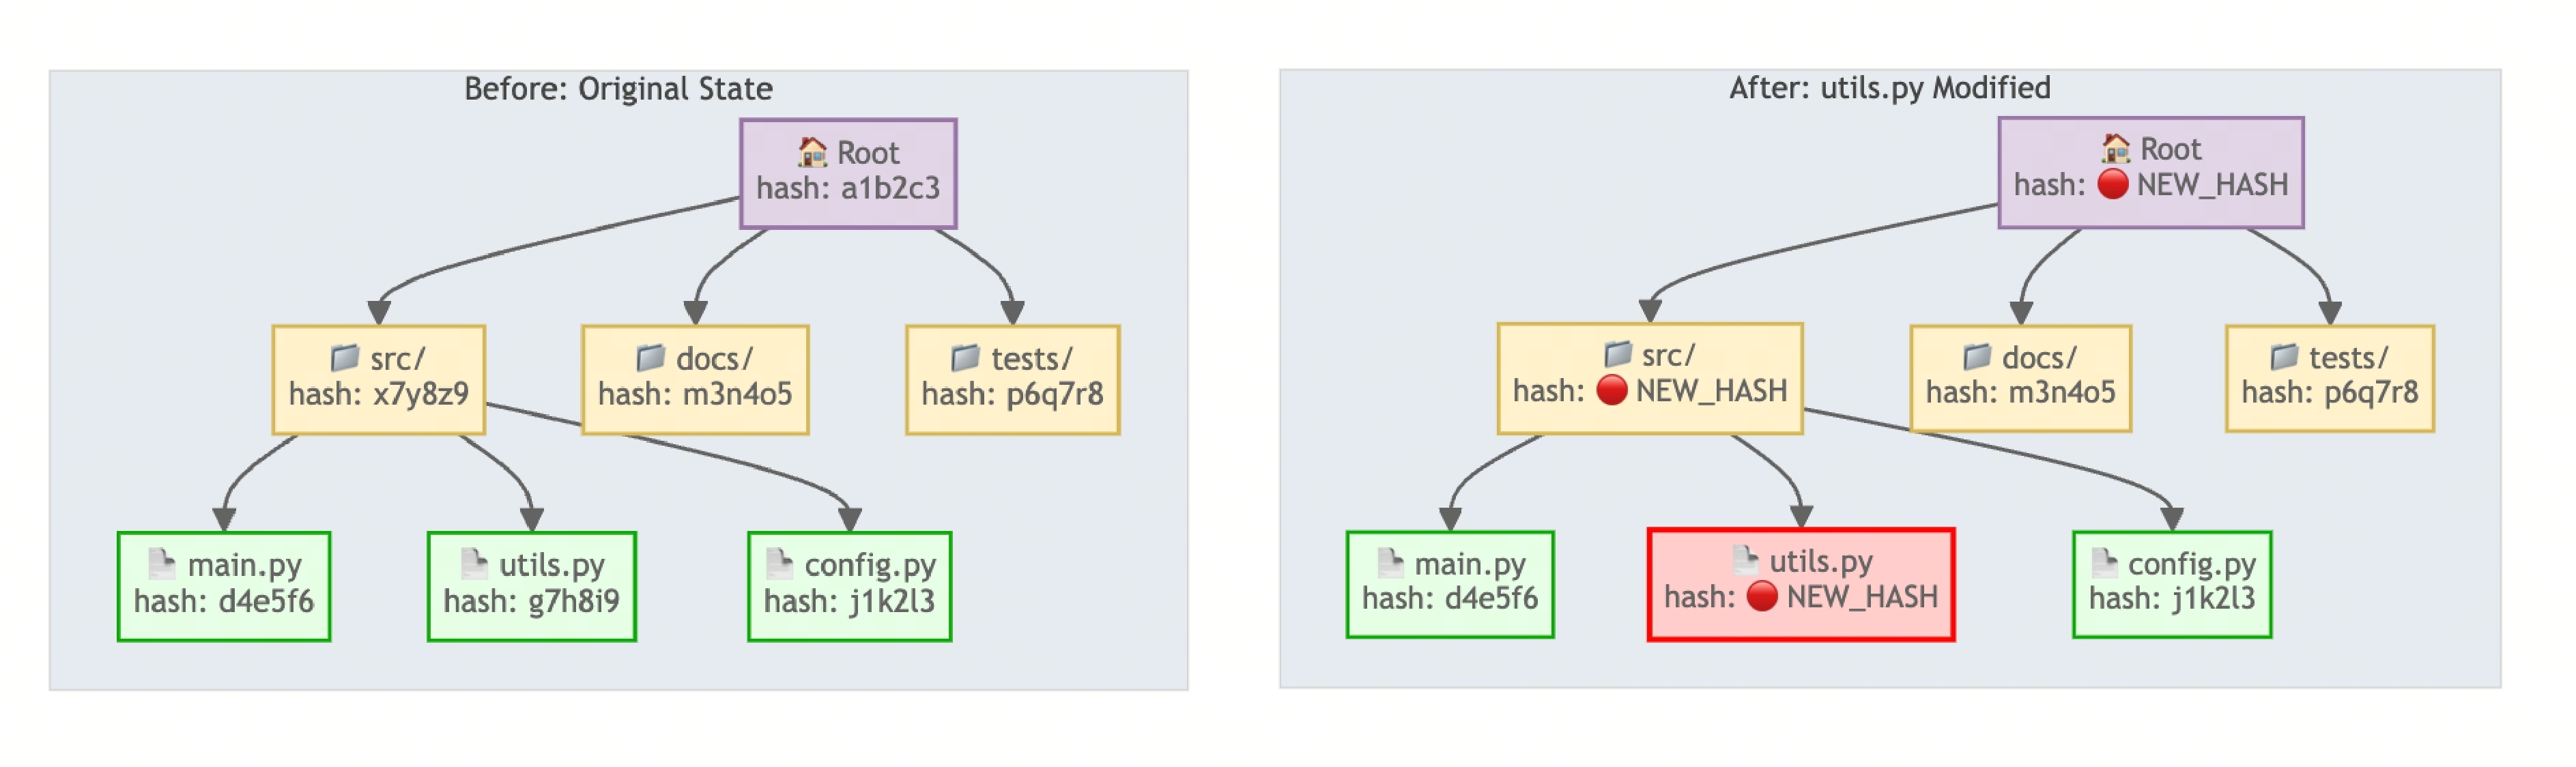 Before: Original State
🏠 Root
hash: a1b2c3
📁 src/
hash: x7y8z9
📁 docs/
hash: m3n4o5
📁 tests/
hash: p6q7r8
📄 main.py
hash: d4e5f6
📄 utils.py
hash: g7h8i9
📄 config.py
hash: j1k2l3
After: utils.py Modified
🏠 Root
hash: 🔴 NEW_HASH
📁 src/
hash: 🔴 NEW_HASH
📁 docs/
hash: m3n4o5
📁 tests/
hash: p6q7r8
📄 main.py
hash: d4e5f6
📄 utils.py
hash: 🔴 NEW_HASH
📄 config.py
hash: j1k2l3